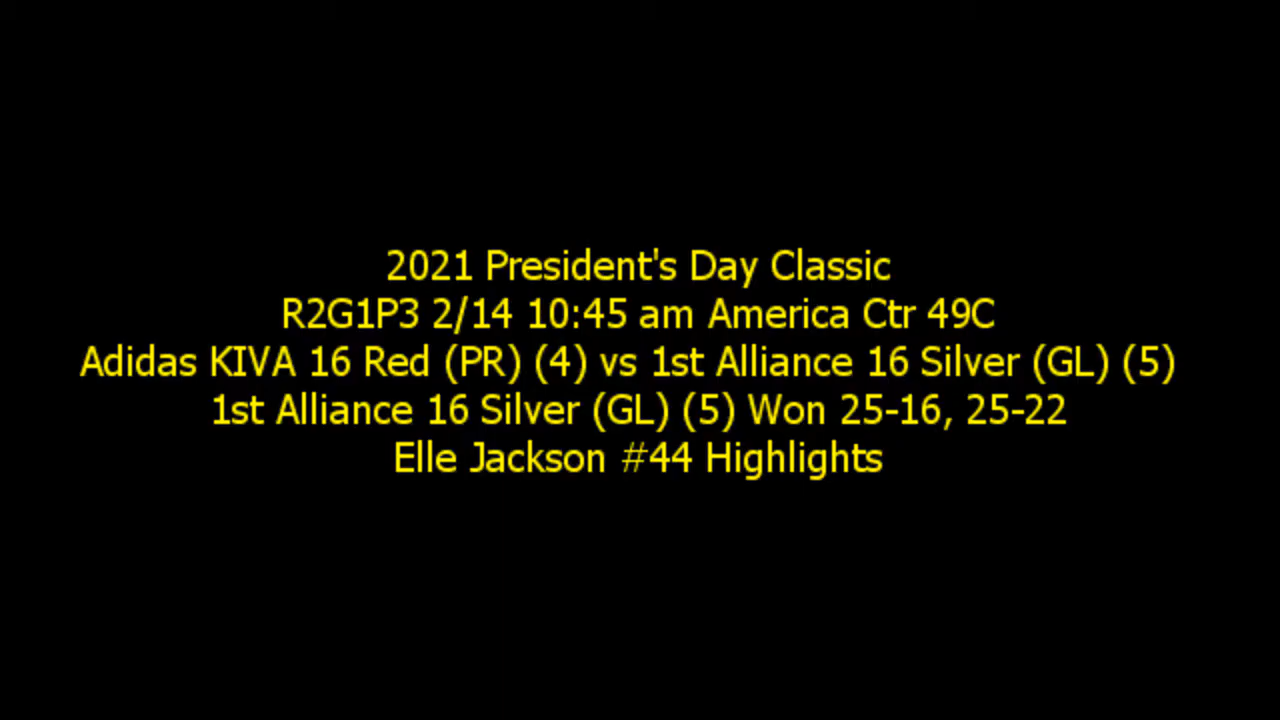 2021 President's Day Classic
R2G1P3 2/14 10:45 am America Ctr 49C
Adidas KIVA 16 Red (PR) (4) vs 1st Alliance 16 Silver (GL) (5)
1st Alliance 16 Silver (GL) (5) Won 25-16, 25-22
Elle Jackson #44 Highlights